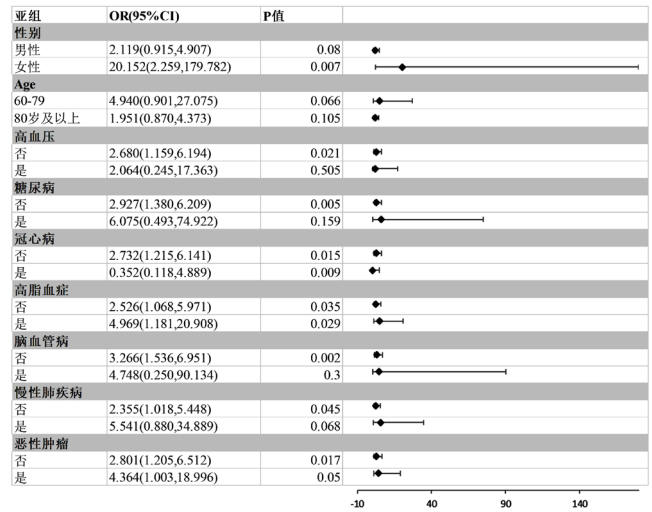 亚组 OR(95%CI) P值
性别
男性 2.119(0.915,4.907) 0.08
女性 20.152(2.259,179.782) 0.007
Age
60-79 4.940(0.901,27.075) 0.066
80岁及以上 1.951(0.870,4.373) 0.105
高血压
否 2.680(1.159,6.194) 0.021
是 2.064(0.245,17.363) 0.505
糖尿病
否 2.927(1.380,6.209) 0.005
是 6.075(0.493,74.922) 0.159
冠心病
否 2.732(1.215,6.141) 0.015
是 0.352(0.118,4.889) 0.009
高脂血症
否 2.526(1.068,5.971) 0.035
是 4.969(1.181,20.908) 0.029
脑血管病
否 3.266(1.536,6.951) 0.002
是 4.748(0.250,90.134) 0.3
慢性肺疾病
否 2.355(1.018,5.448) 0.045
是 5.541(0.880,34.889) 0.068
恶性肿瘤
否 2.801(1.205,6.512) 0.017
是 4.364(1.003,18.996) 0.05
-10 40 90 140